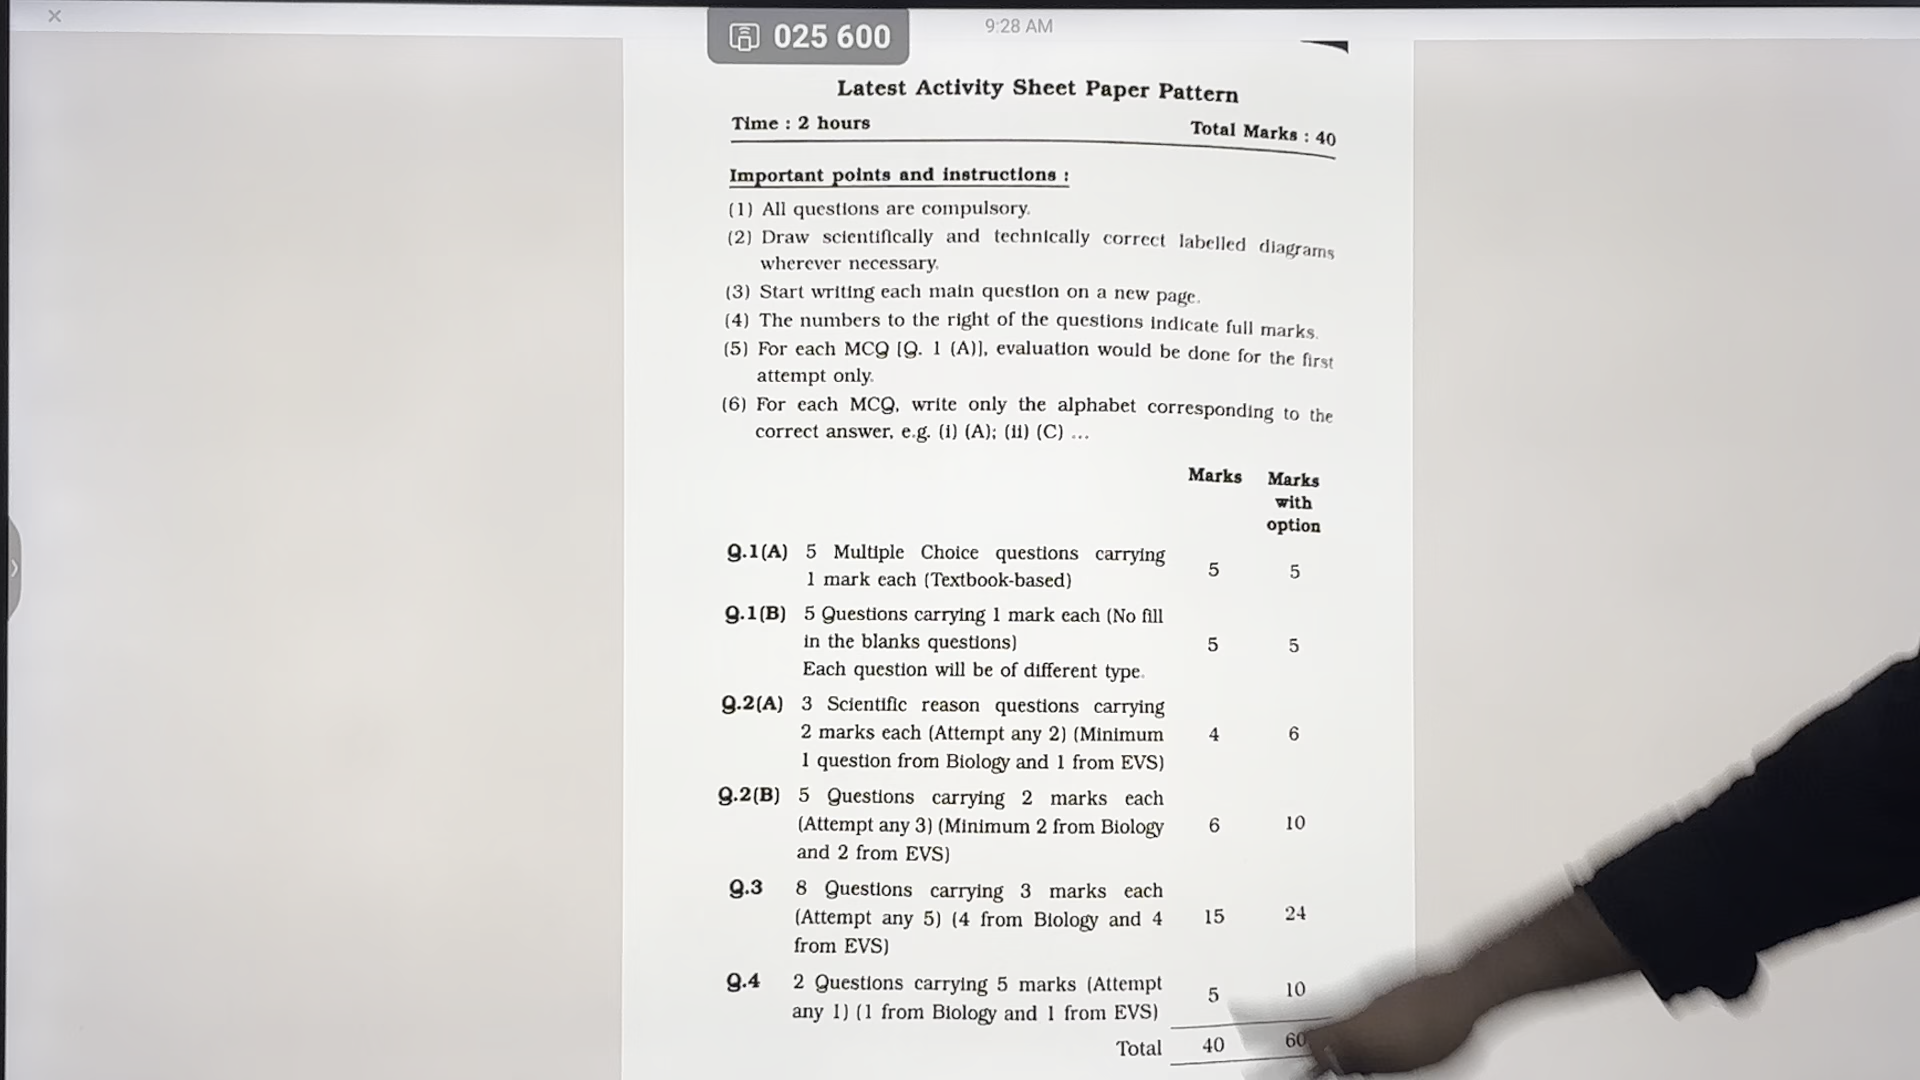 025 600
9:28 AM
Latest Activity Sheet Paper Pattern
Time : 2 hours Total Marks : 40
Important points and instructions :
(1) All questions are compulsory.
(2) Draw scientifically and technically correct labelled diagrams
wherever necessary.
(3) Start writing each main question on a new page.
(4) The numbers to the right of the questions indicate full marks.
(5) For each MCQ [Q. 1 (A)], evaluation would be done for the first
attempt only.
(6) For each MCQ, write only the alphabet corresponding to the
correct answer, e.g. (i) (A); (ii) (C) ...
Marks Marks
with
option
Q.1(A) 5 Multiple Choice questions carrying
1 mark each (Textbook-based) 5 5
Q.1(B) 5 Questions carrying 1 mark each (No fill
in the blanks questions) 5 5
Each question will be of different type.
Q.2(A) 3 Scientific reason questions carrying
2 marks each (Attempt any 2) (Minimum 4 6
1 question from Biology and 1 from EVS)
Q.2(B) 5 Questions carrying 2 marks each
(Attempt any 3) (Minimum 2 from Biology 6 10
and 2 from EVS)
Q.3 8 Questions carrying 3 marks each
(Attempt any 5) (4 from Biology and 4 15 24
from EVS)
Q.4 2 Questions carrying 5 marks (Attempt 5 10
any 1) (1 from Biology and 1 from EVS)
Total 40 60